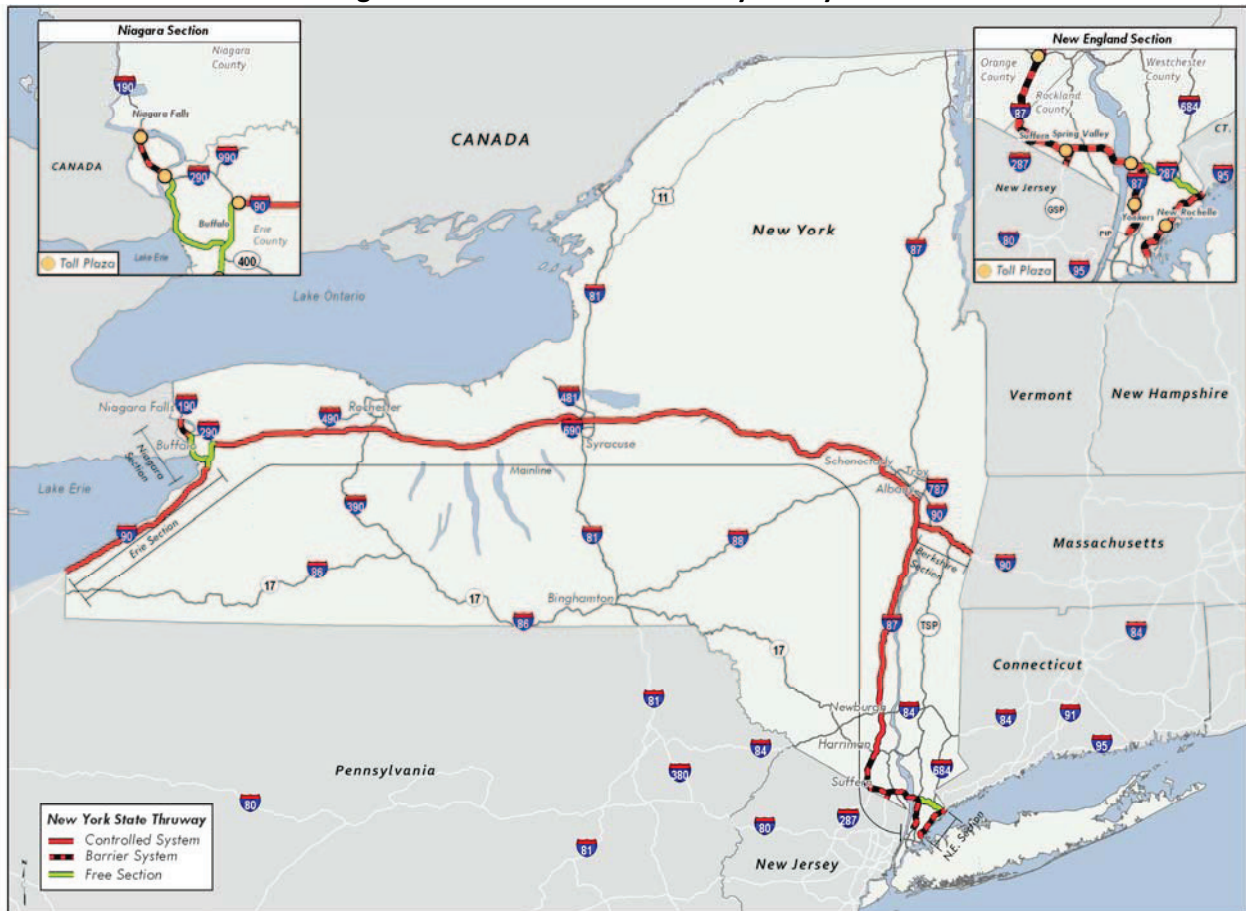 Niagara Section
Niagara
County
190
Niagara Falls
CANADA
990
290
90
Buffalo
Erie
County
Lake Erie
400
Toll Plaza
New England Section
Orange
County
Westchester
County
Rockland
County
684
87
CT.
Suffern Spring Valley
287
287
95
87
New Jersey
GSP
Yonkers
New Rochelle
PIP
80
95
Toll Plaza
CANADA
11
New York
87
81
Lake Ontario
Vermont
New Hampshire
Niagara Falls
190
490
Rochester
481
290
690
Buffalo
Syracuse
Niagara
Section
Mainline
Schenectady
Troy
Albany
787
Lake Erie
390
90
90
Erie Section
81
88
Massachusetts
Berkshire
Section
90
86
17
17
Binghamton
86
87
TSP
84
17
Connecticut
81
Newburgh
84
84
91
Harriman
84
95
Pennsylvania
380
684
Suffern
80
New York State Thruway
Controlled System
Barrier System
Free Section
80
287
N.E. Section
81
New Jersey
N